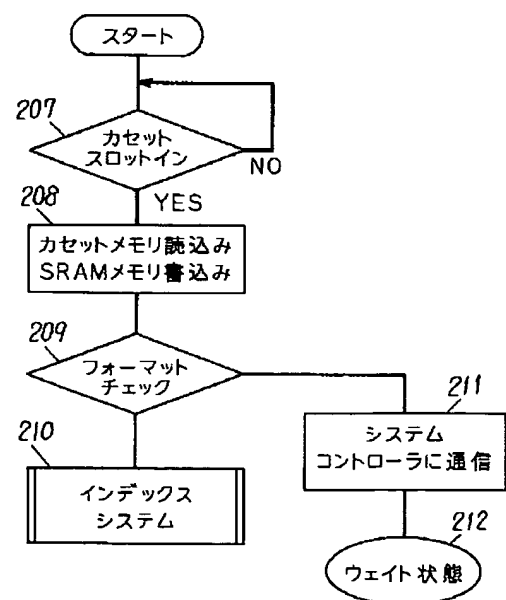 スタート
207
カセット
スロットイン
NO
YES
208
カセットメモリ読込み
SRAMメモリ書込み
209
フォーマット
チェック
210
インデックス
システム
211
システム
コントローラに通信
212
ウェイト状態